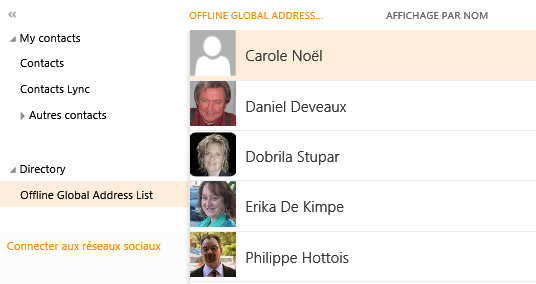 «
My contacts
Contacts
Contacts Lync
Autres contacts
Directory
Offline Global Address List
Connecter aux réseaux sociaux
OFFLINE GLOBAL ADDRESS... AFFICHAGE PAR NOM
Carole Noël
Daniel Deveaux
Dobrila Stupar
Erika De Kimpe
Philippe Hottois